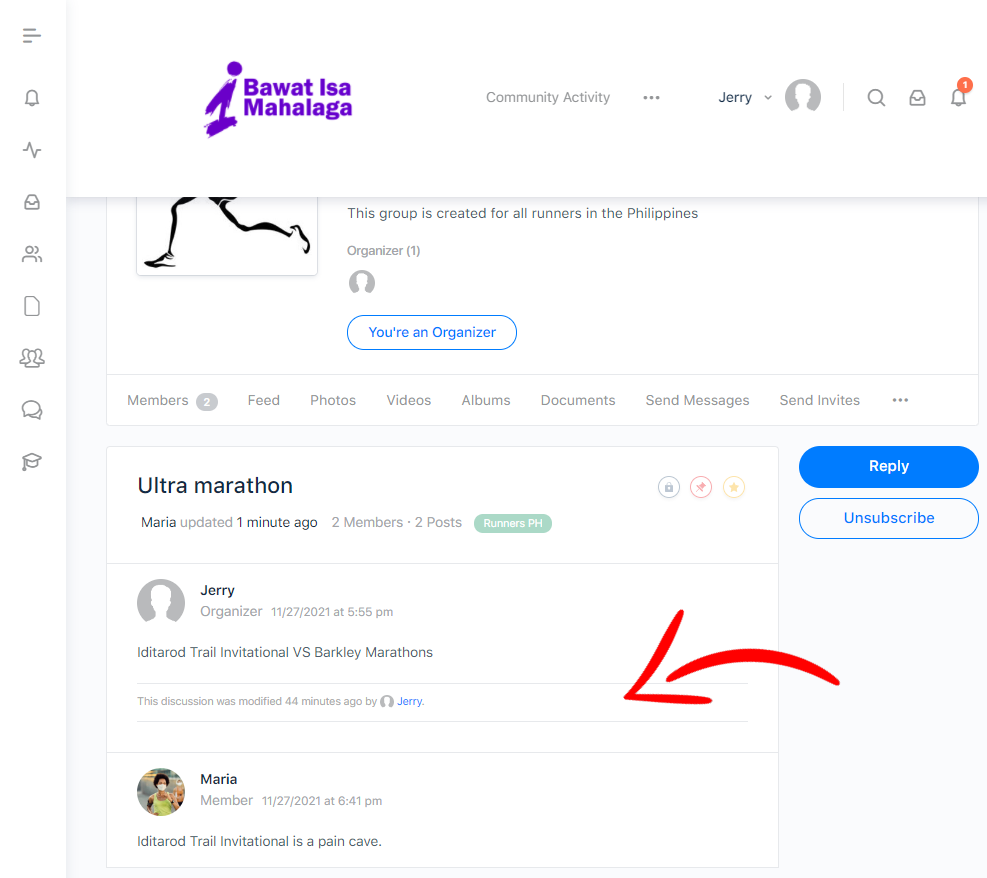 Bawat Isa
Mahalaga
Community Activity
Jerry
1
This group is created for all runners in the Philippines
Organizer (1)
You're an Organizer
Members 2 Feed Photos Videos Albums Documents Send Messages Send Invites
Ultra marathon
Maria updated 1 minute ago 2 Members · 2 Posts Runners PH
Reply
Unsubscribe
Jerry
Organizer 11/27/2021 at 5:55 pm
Iditarod Trail Invitational VS Barkley Marathons
This discussion was modified 44 minutes ago by Jerry.
Maria
Member 11/27/2021 at 6:41 pm
Iditarod Trail Invitational is a pain cave.